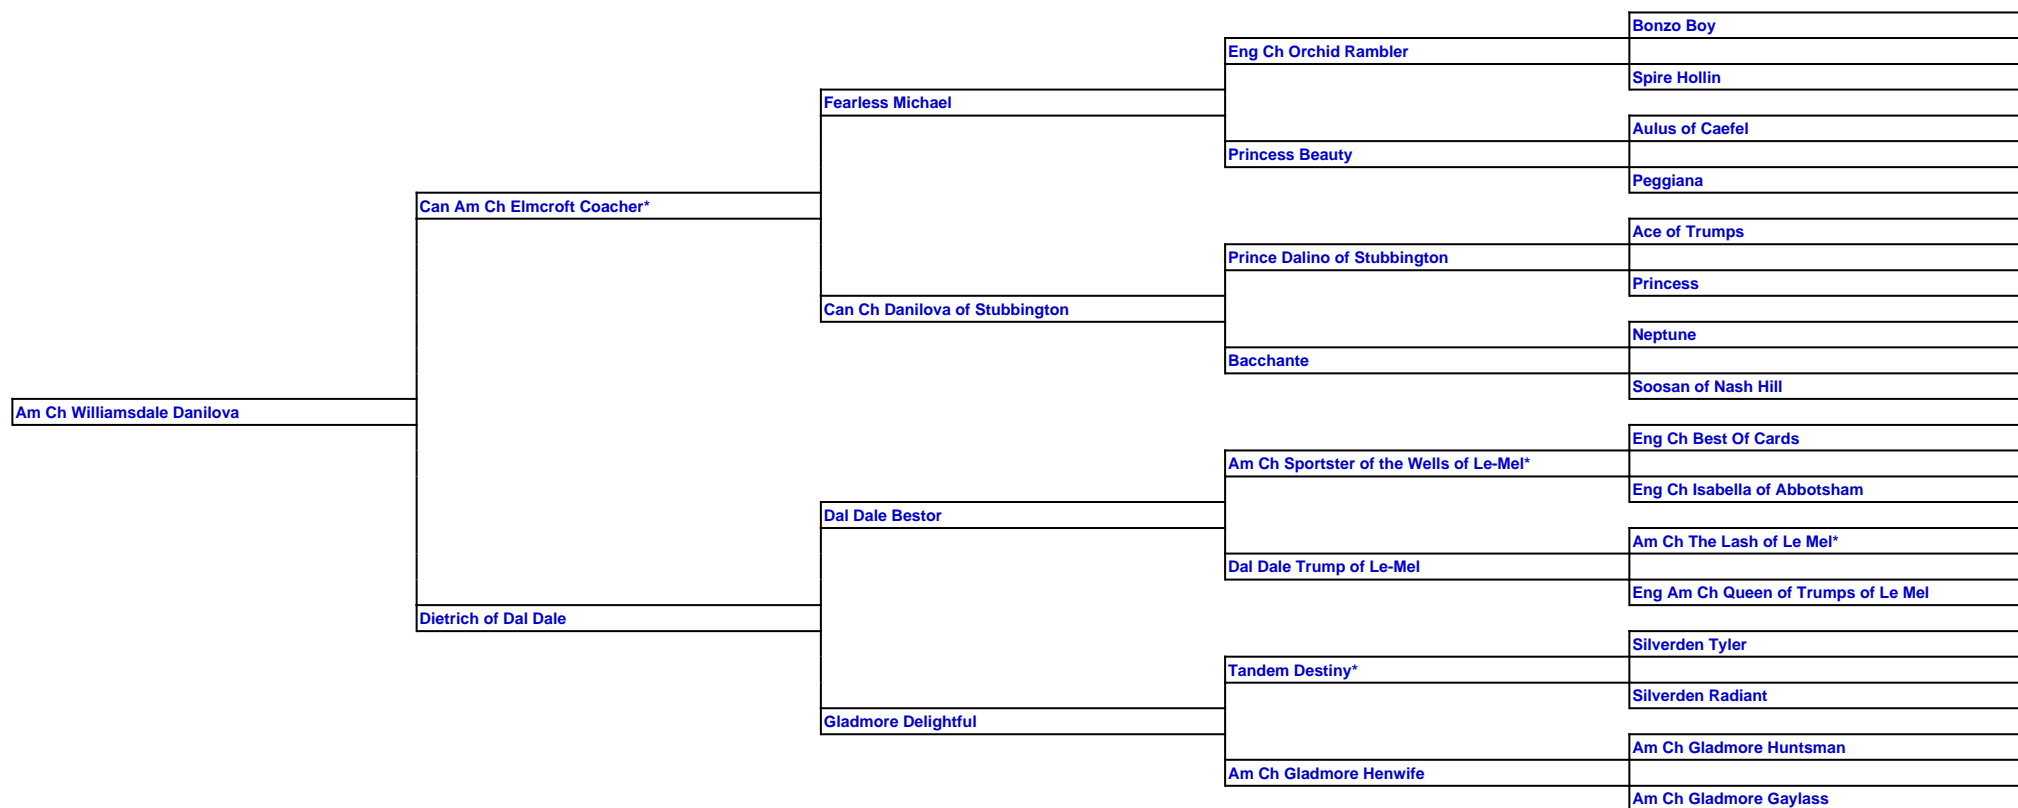 Bonzo Boy
Eng Ch Orchid Rambler
Spire Hollin
Fearless Michael
Aulus of Caefel
Princess Beauty
Peggiana
Can Am Ch Elmcroft Coacher*
Ace of Trumps
Prince Dalino of Stubbington
Princess
Can Ch Danilova of Stubbington
Neptune
Bacchante
Soosan of Nash Hill
Am Ch Williamsdale Danilova
Eng Ch Best Of Cards
Am Ch Sportster of the Wells of Le-Mel*
Eng Ch Isabella of Abbotsham
Dal Dale Bestor
Am Ch The Lash of Le Mel*
Dal Dale Trump of Le-Mel
Eng Am Ch Queen of Trumps of Le Mel
Dietrich of Dal Dale
Silverden Tyler
Tandem Destiny*
Silverden Radiant
Gladmore Delightful
Am Ch Gladmore Huntsman
Am Ch Gladmore Henwife
Am Ch Gladmore Gaylass